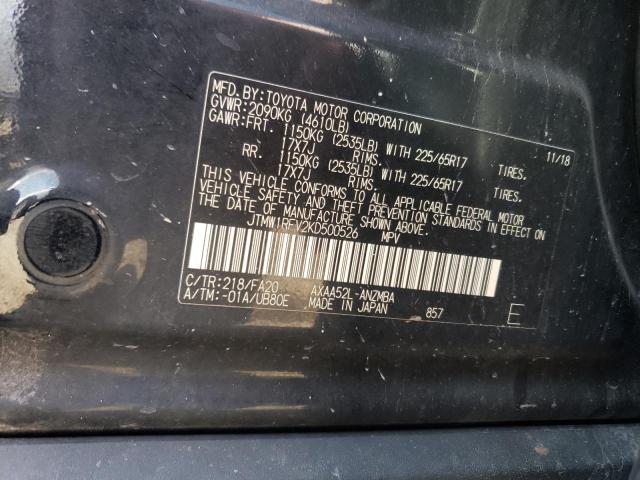 MFD. BY: TOYOTA MOTOR CORPORATION 11/18
GVWR: 2090KG (4610LB)
GAWR: FRT. 1150KG (2535LB) WITH 225/65R17 TIRES.
17X7J RIMS.
RR. 1150KG (2535LB) WITH 225/65R17 TIRES.
17X7J RIMS.
THIS VEHICLE CONFORMS TO ALL APPLICABLE FEDERAL MOTOR
VEHICLE SAFETY AND THEFT PREVENTION STANDARDS IN EFFECT ON
THE DATE OF MANUFACTURE SHOWN ABOVE.
JTMW1RFV2KD500526 MPV
C/TR: 218/FA20 AXAA52L-ANZMBA
A/TM: -01A/UB80E MADE IN JAPAN 857 E